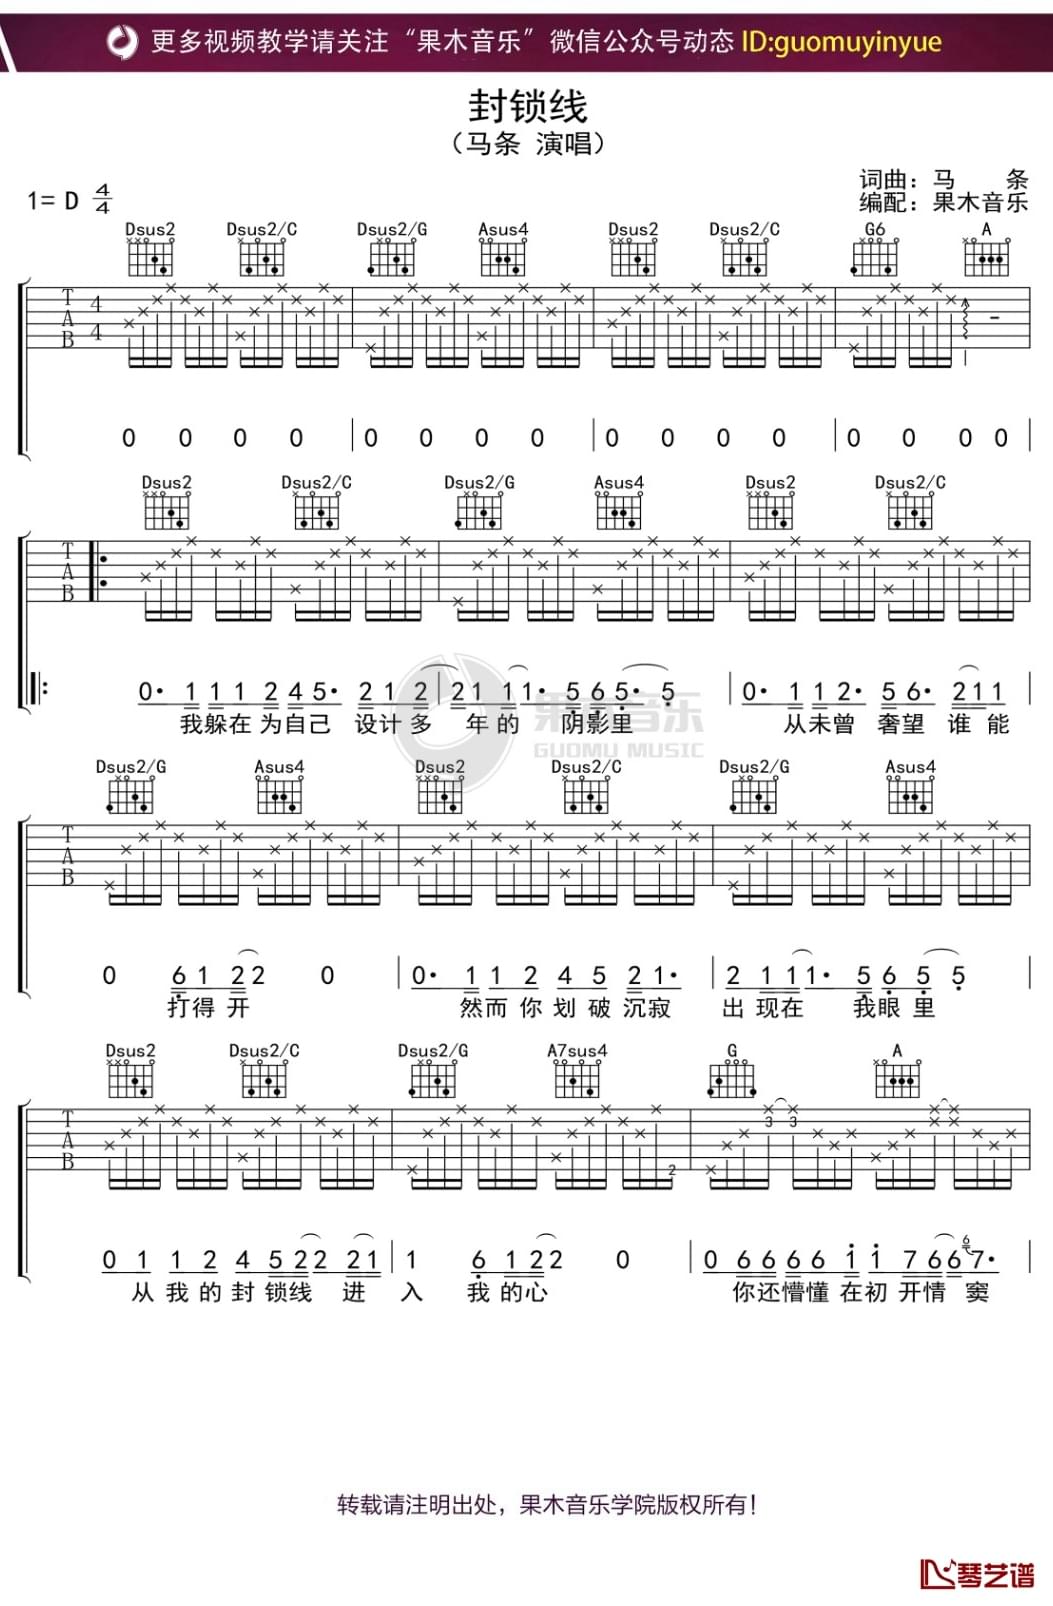 更多视频教学请关注“果木音乐”微信公众号动态 ID:guomuyinyue
封锁线
（马条 演唱）
词曲：马 条
1= D 4/4
编配：果木音乐
Dsus2 Dsus2/C Dsus2/G Asus4 Dsus2 Dsus2/C G6 A
T A B 4 4
0 0 0 0 | 0 0 0 0 | 0 0 0 0 | 0 0 0 0
Dsus2 Dsus2/C Dsus2/G Asus4 Dsus2 Dsus2/C
T A B
0· 1 1 1 2 4 5· 2 1 2 | 2 1 1 1· 5 6 5· 5 | 0· 1 1 2· 5 6· 2 1 1
我躲在为自己 设计多 年的 阴影里 从未曾 奢望 谁能
果木音乐
GUOMU MUSIC
Dsus2/G Asus4 Dsus2 Dsus2/C Dsus2/G Asus4
T A B
0 6 1 2 2 0 | 0· 1 1 2 4 5 2 1· | 2 1 1 1· 5 6 5 5
打得开 然而你划破沉寂 出现在 我眼里
Dsus2 Dsus2/C Dsus2/G A7sus4 G A
T A B 2 3 3
0 1 1 2 4 5 2 2 2 1 | 1 6 1 2 2 0 | 0 6 6 6 6 1 1 7 6 6 6 7·
从我的封锁线 进 入 我的心 你还懵懂在初开情 窦
转载请注明出处，果木音乐学院版权所有！
琴艺谱